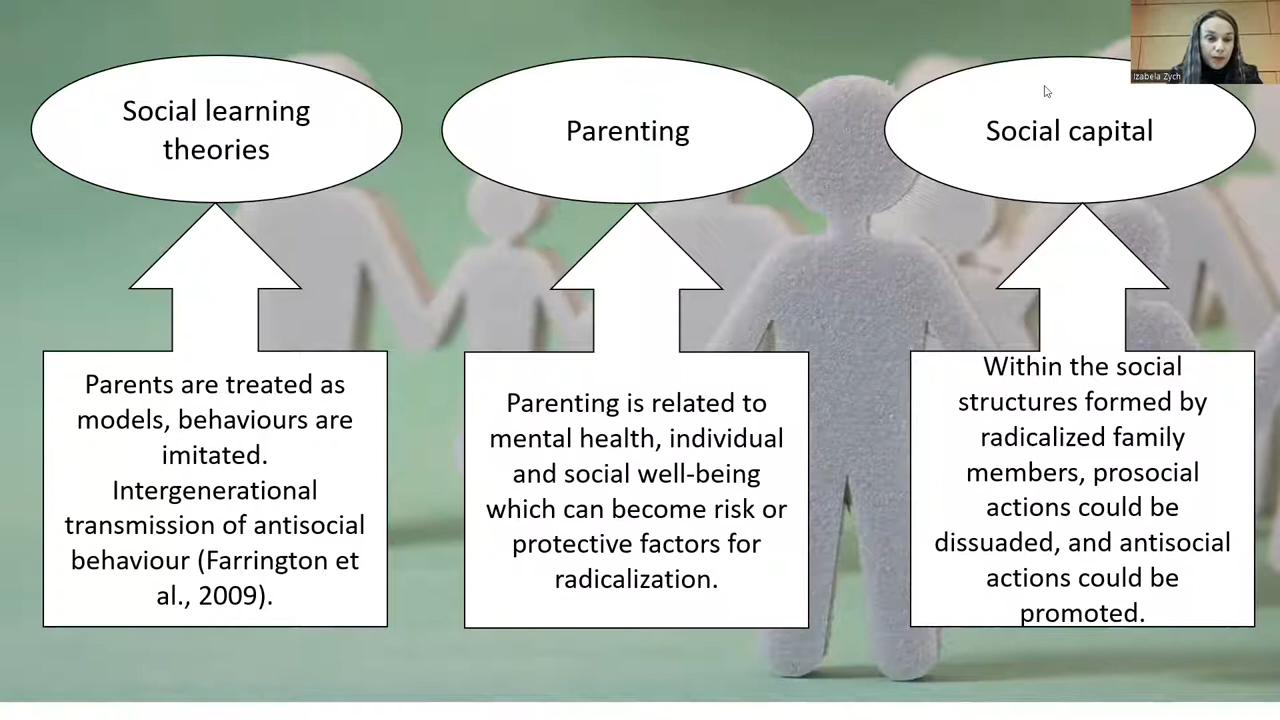 Izabela Zych
Social learning
theories
Parenting
Social capital
Parents are treated as
models, behaviours are
imitated.
Intergenerational
transmission of antisocial
behaviour (Farrington et
al., 2009).
Parenting is related to
mental health, individual
and social well-being
which can become risk or
protective factors for
radicalization.
Within the social
structures formed by
radicalized family
members, prosocial
actions could be
dissuaded, and antisocial
actions could be
promoted.